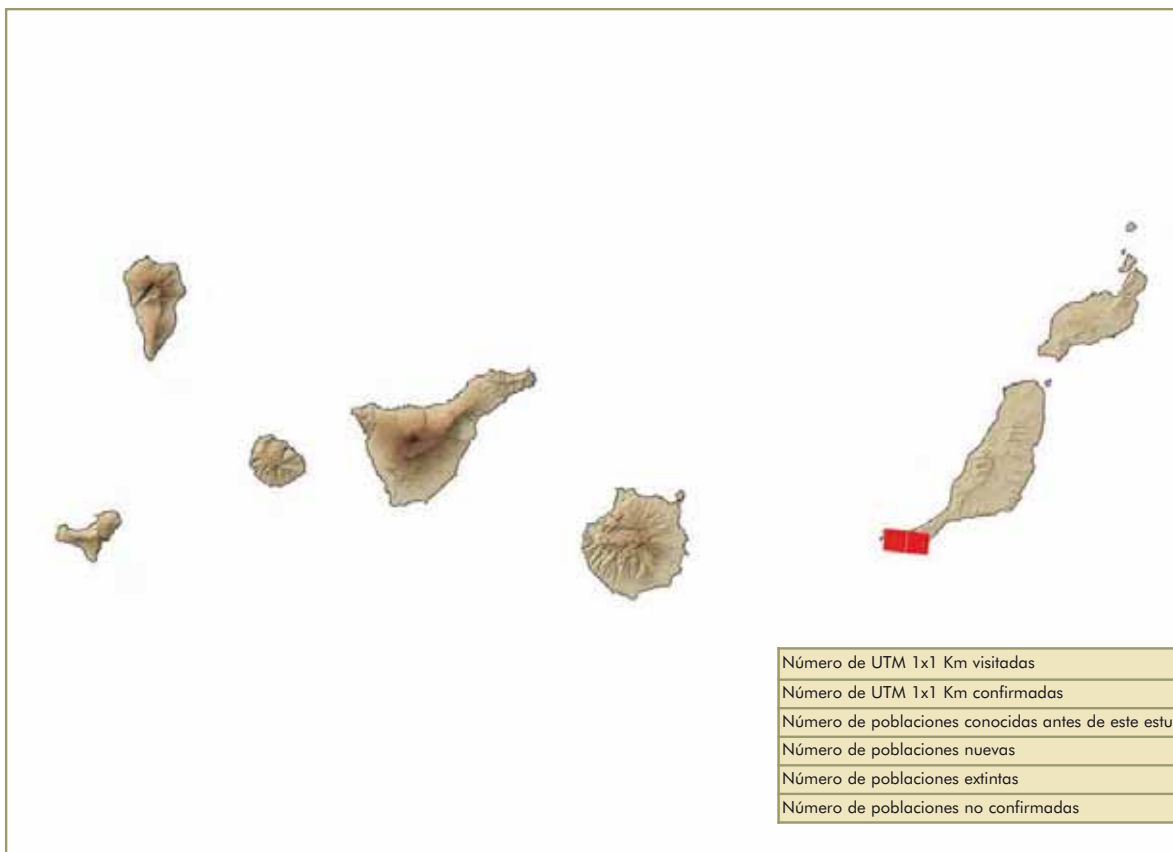 Número de UTM 1x1 Km visitadas
Número de UTM 1x1 Km confirmadas
Número de poblaciones conocidas antes de este estu
Número de poblaciones nuevas
Número de poblaciones extintas
Número de poblaciones no confirmadas